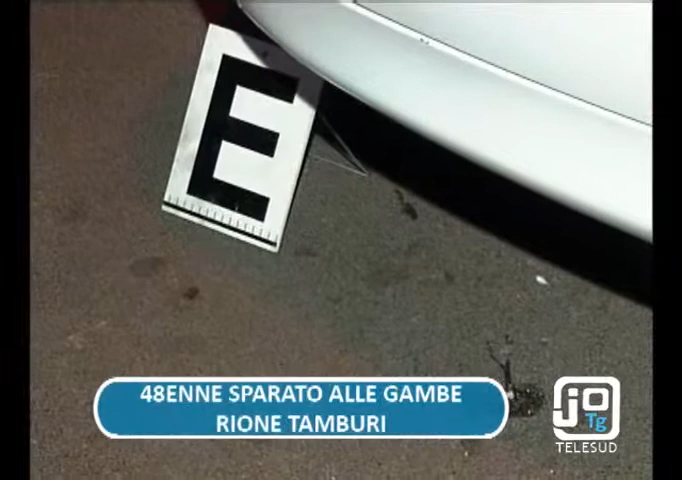 E
48ENNE SPARATO ALLE GAMBE
RIONE TAMBURI
JO
Tg
TELESUD